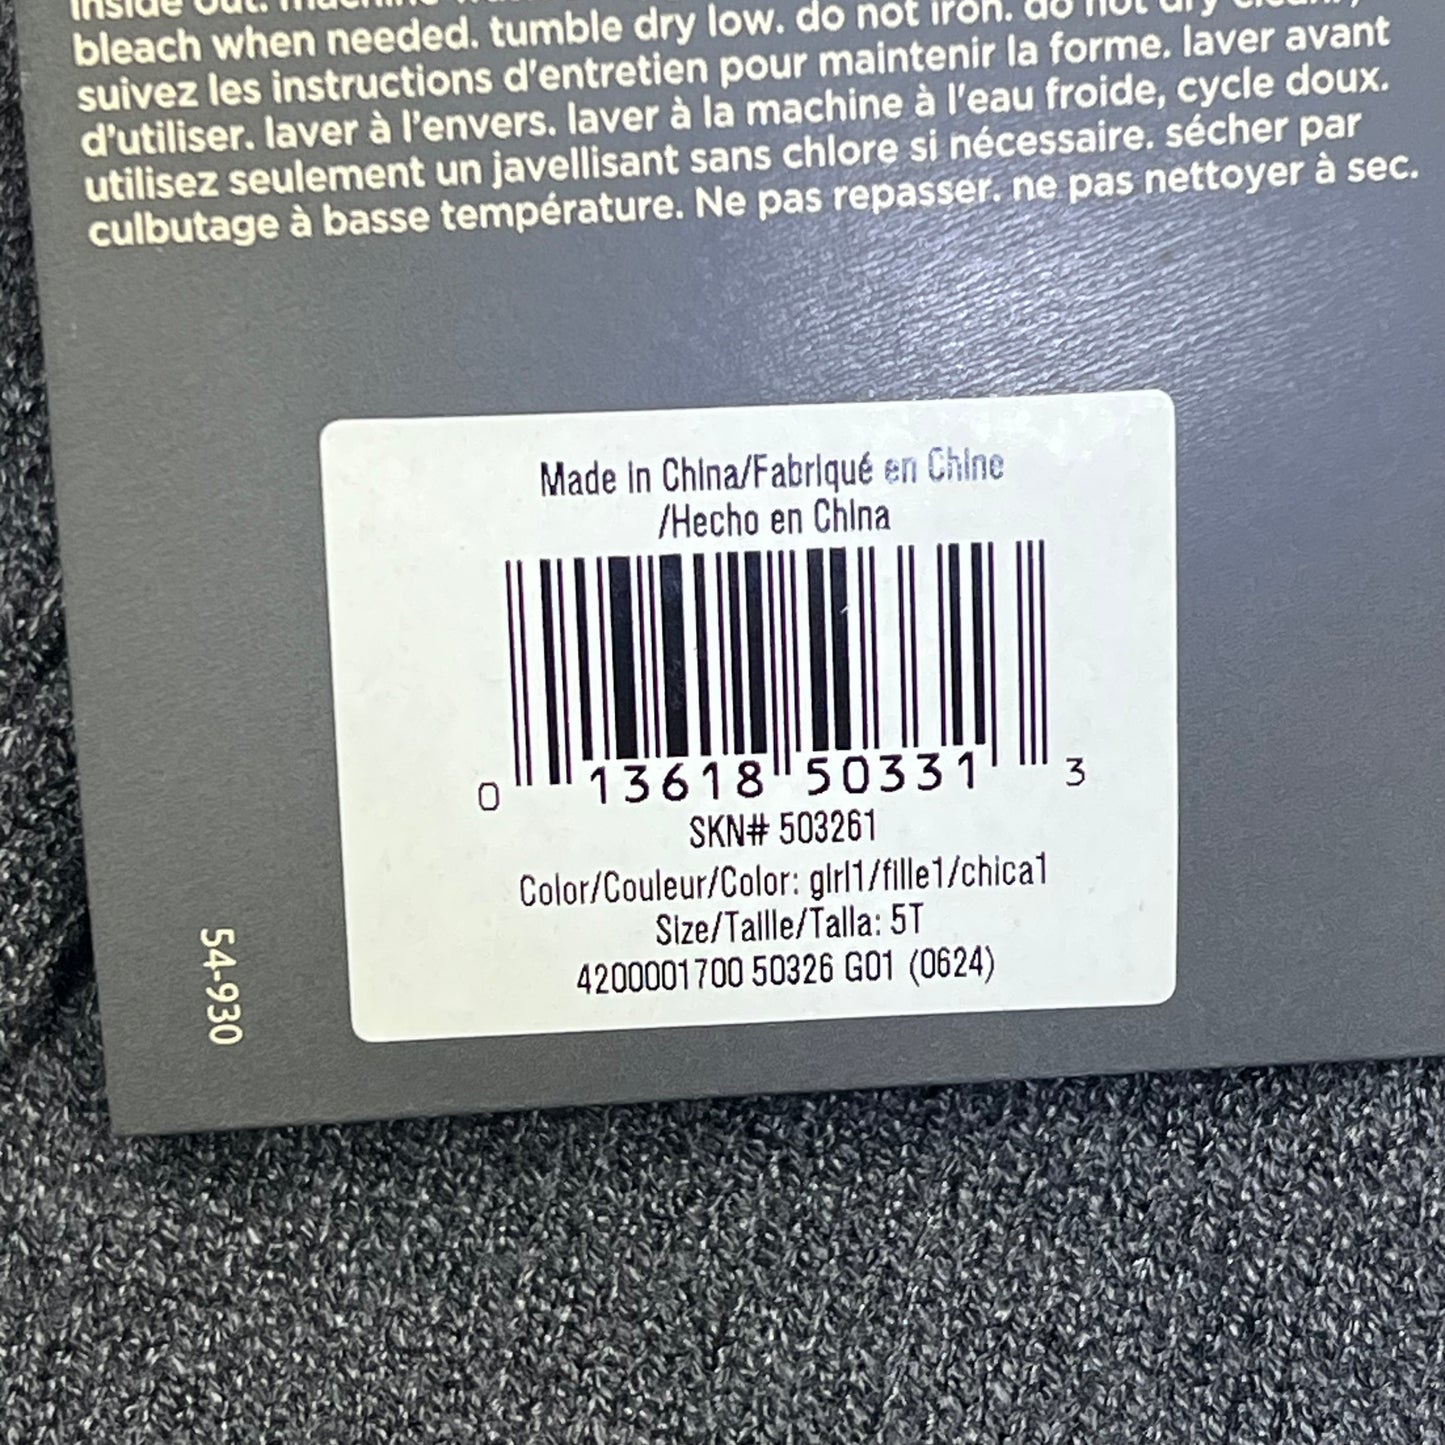 inside out. machine
bleach when needed. tumble dry low. do not iron. do not dry clean./
suivez les instructions d'entretien pour maintenir la forme. laver avant
d'utiliser. laver à l'envers. laver à la machine à l'eau froide, cycle doux.
utilisez seulement un javellisant sans chlore si nécessaire. sécher par
culbutage à basse température. Ne pas repasser. ne pas nettoyer à sec.
Made in China/Fabriqué en Chine
/Hecho en China
0 13618 50331 3
SKN# 503261
Color/Couleur/Color: girl1/fille1/chica1
Size/Taille/Talla: 5T
4200001700 50326 G01 (0624)
54-930